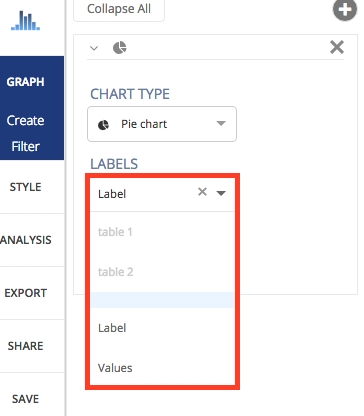 Collapse All
GRAPH
Create
Filter
STYLE
ANALYSIS
EXPORT
SHARE
SAVE
CHART TYPE
Pie chart
LABELS
Label
table 1
table 2
Label
Values